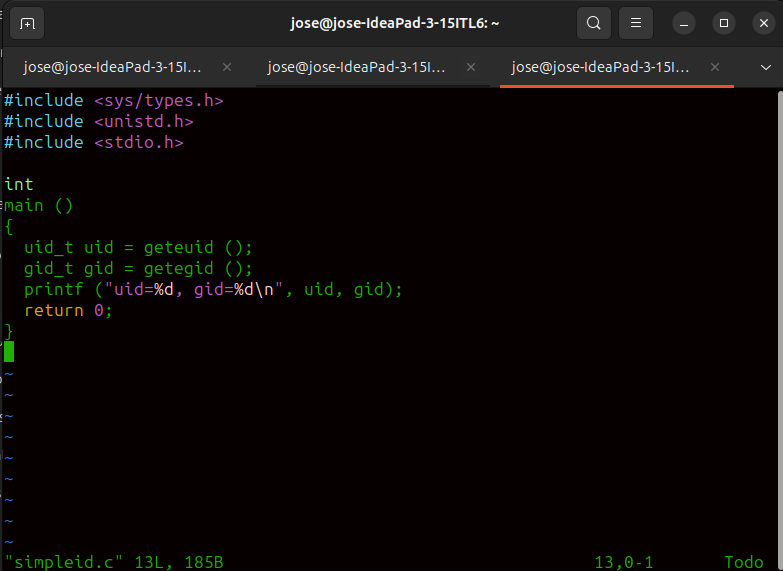 jose@jose-IdeaPad-3-15ITL6: ~
jose@jose-IdeaPad-3-15I... × jose@jose-IdeaPad-3-15I... × jose@jose-IdeaPad-3-15I... ×
#include <sys/types.h>
#include <unistd.h>
#include <stdio.h>
int
main ()
{
  uid_t uid = geteuid ();
  gid_t gid = getegid ();
  printf ("uid=%d, gid=%d\n", uid, gid);
  return 0;
}
~
~
~
~
~
~
~
~
~
"simpleid.c" 13L, 185B 13,0-1 Todo